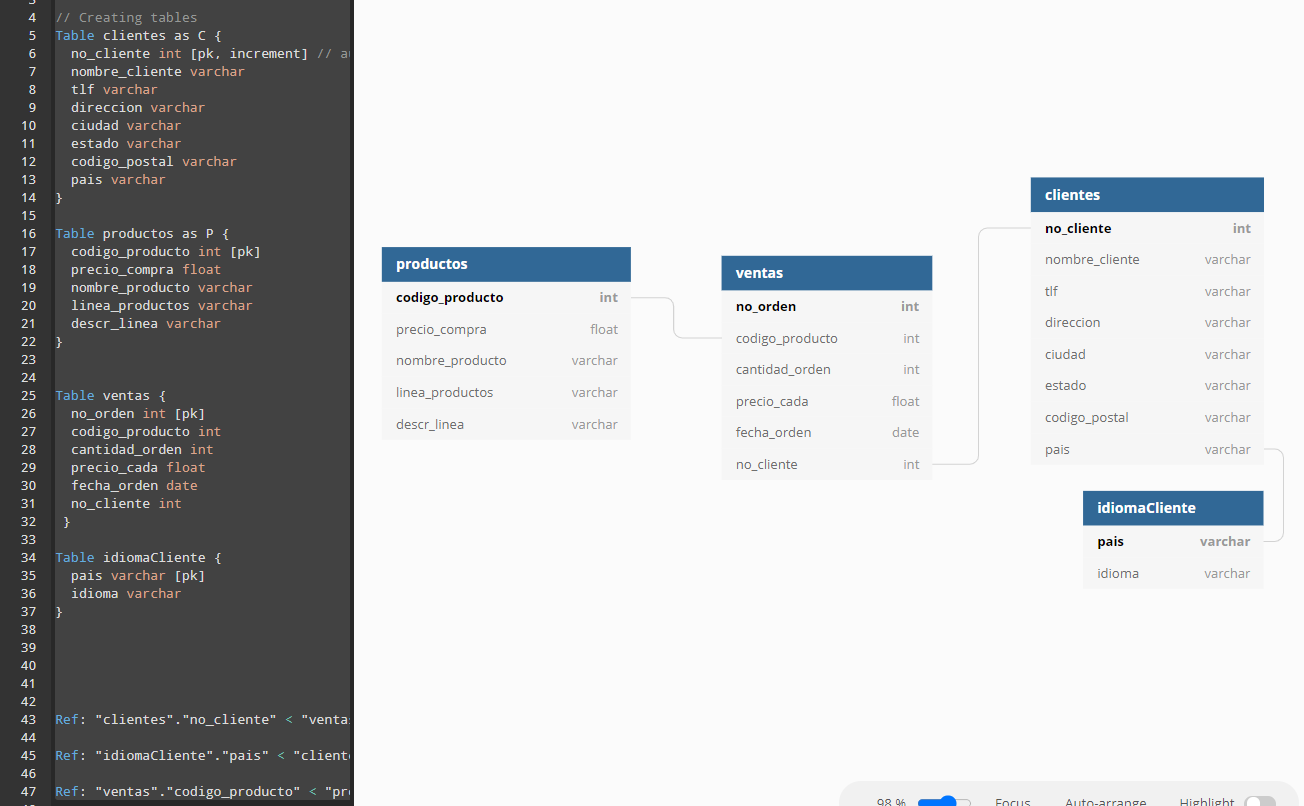 4 // Creating tables
5 Table clientes as C {
6 no_cliente int [pk, increment] //
7 nombre_cliente varchar
8 tlf varchar
9 direccion varchar
10 ciudad varchar
11 estado varchar
12 codigo_postal varchar
13 pais varchar
14 }
15
16 Table productos as P {
17 codigo_producto int [pk]
18 precio_compra float
19 nombre_producto varchar
20 linea_productos varchar
21 descr_linea varchar
22 }
23
24
25 Table ventas {
26 no_orden int [pk]
27 codigo_producto int
28 cantidad_orden int
29 precio_cada float
30 fecha_orden date
31 no_cliente int
32 }
33
34 Table idiomaCliente {
35 pais varchar [pk]
36 idioma varchar
37 }
38
39
40
41
42
43 Ref: "clientes"."no_cliente" < "venta
44
45 Ref: "idiomaCliente"."pais" < "client
46
47 Ref: "ventas"."codigo_producto" < "pr
productos
codigo_producto int
precio_compra float
nombre_producto varchar
linea_productos varchar
descr_linea varchar
ventas
no_orden int
codigo_producto int
cantidad_orden int
precio_cada float
fecha_orden date
no_cliente int
clientes
no_cliente int
nombre_cliente varchar
tlf varchar
direccion varchar
ciudad varchar
estado varchar
codigo_postal varchar
pais varchar
idiomaCliente
pais varchar
idioma varchar
98 % Focus Auto-arrange Highlight